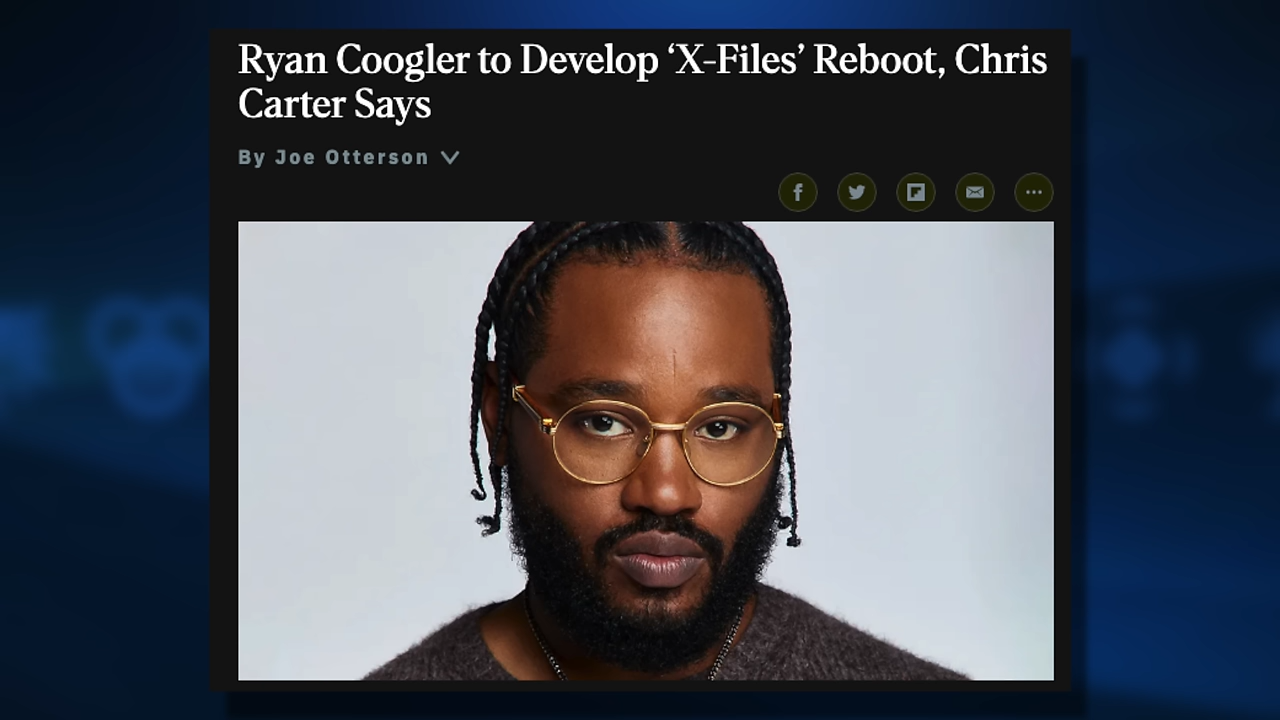 Ryan Coogler to Develop ‘X-Files’ Reboot, Chris
Carter Says
By Joe Otterson